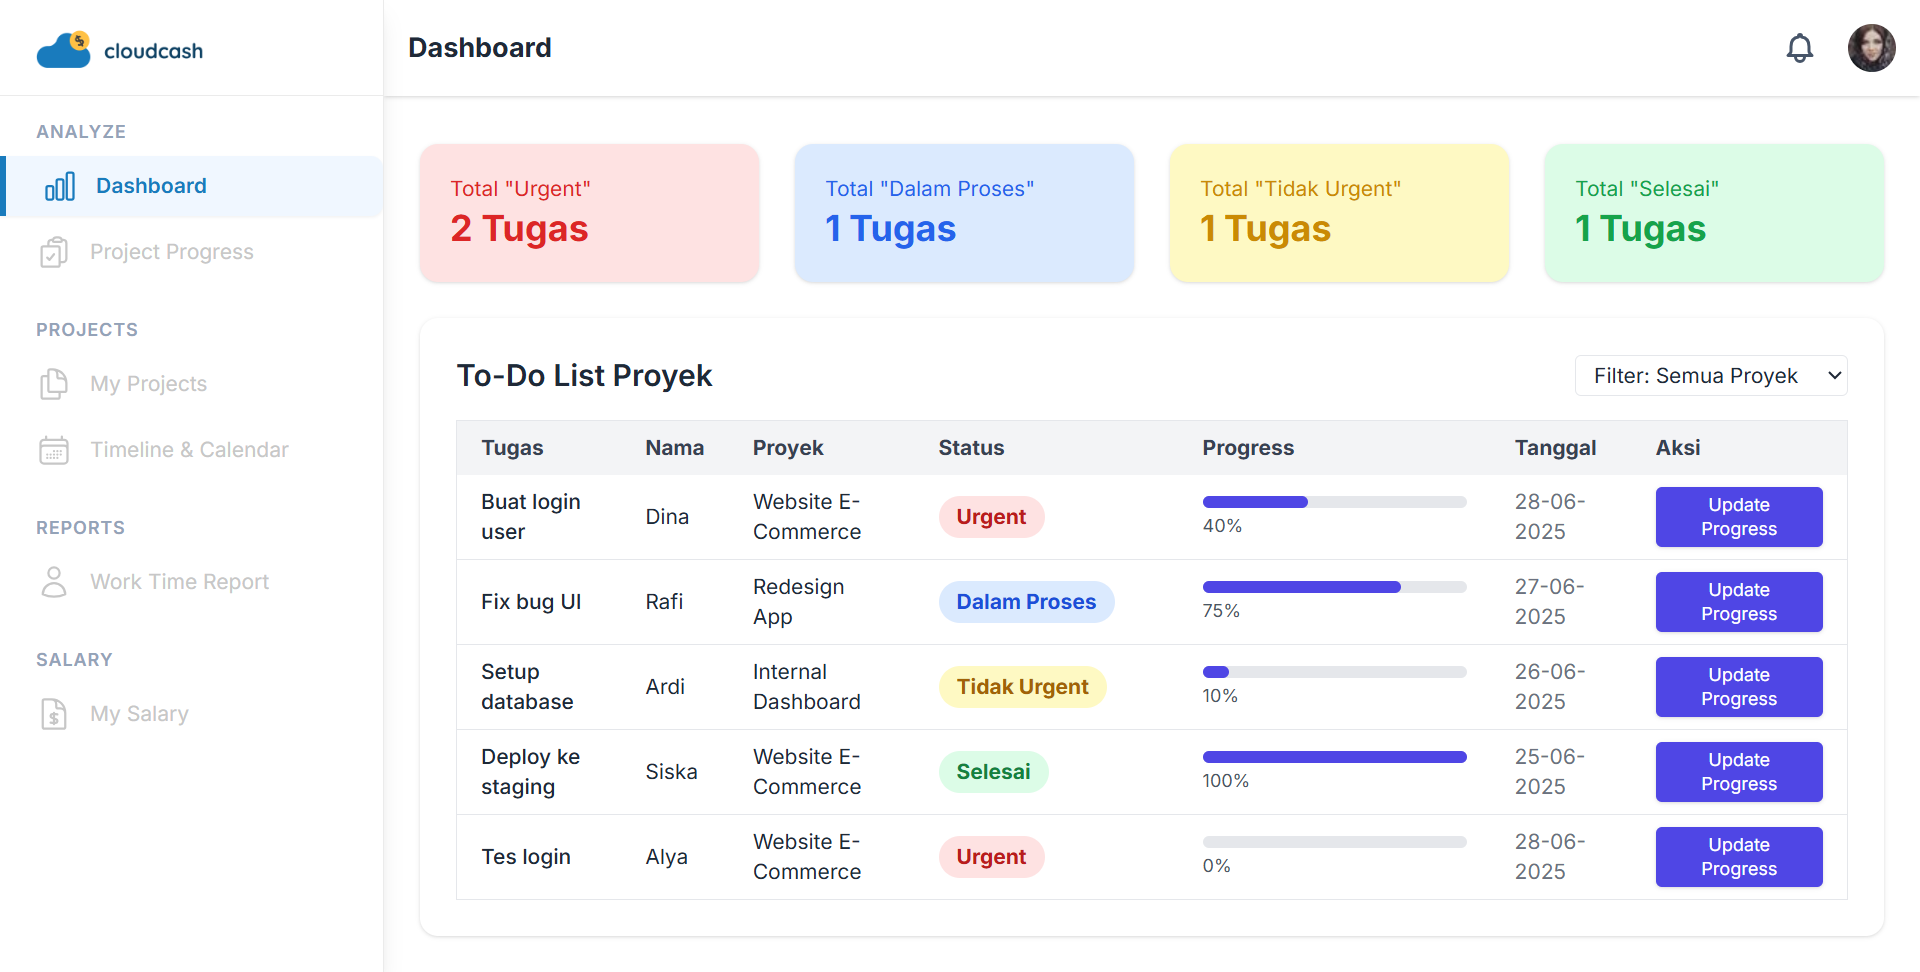 cloudcash
Dashboard
ANALYZE
Dashboard
Project Progress
PROJECTS
My Projects
Timeline & Calendar
REPORTS
Work Time Report
SALARY
My Salary
Total "Urgent"
2 Tugas
Total "Dalam Proses"
1 Tugas
Total "Tidak Urgent"
1 Tugas
Total "Selesai"
1 Tugas
To-Do List Proyek
Filter: Semua Proyek
Tugas Nama Proyek Status Progress Tanggal Aksi
Buat login
user
Dina
Website E-
Commerce
Urgent
40%
28-06-
2025
Update
Progress
Fix bug UI
Rafi
Redesign
App
Dalam Proses
75%
27-06-
2025
Update
Progress
Setup
database
Ardi
Internal
Dashboard
Tidak Urgent
10%
26-06-
2025
Update
Progress
Deploy ke
staging
Siska
Website E-
Commerce
Selesai
100%
25-06-
2025
Update
Progress
Tes login
Alya
Website E-
Commerce
Urgent
0%
28-06-
2025
Update
Progress